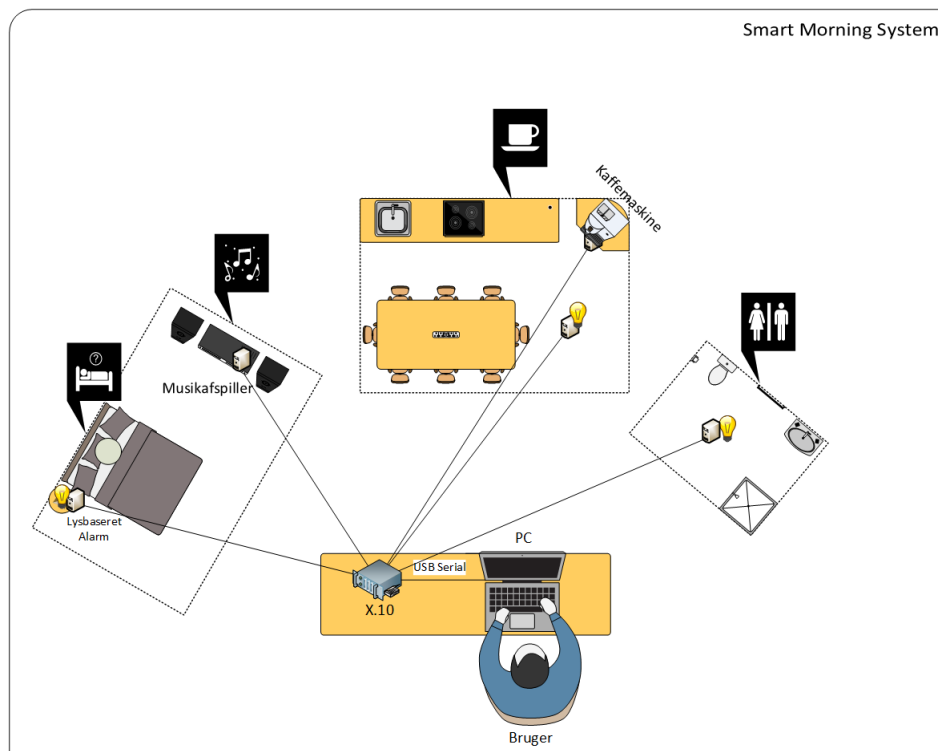 Smart Morning System
Kaffemaskine
Musikafspiller
Lysbaseret
Alarm
PC
USB Serial
X.10
Bruger